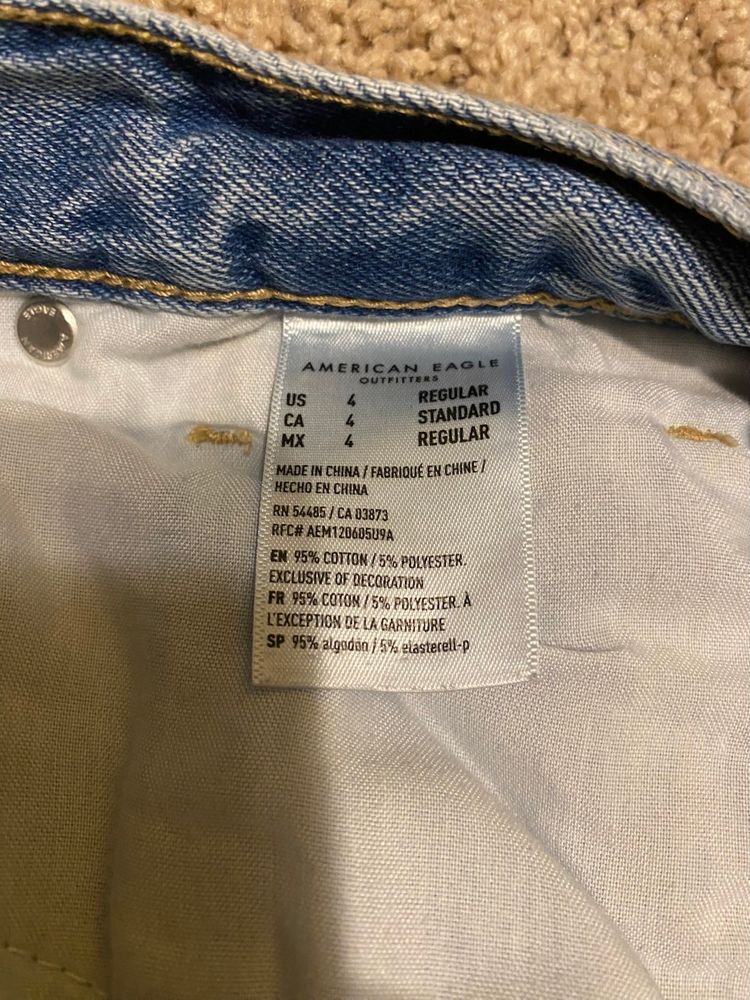 AMERICAN EAGLE
AMERICAN EAGLE
OUTFITTERS
US 4 REGULAR
CA 4 STANDARD
MX 4 REGULAR
MADE IN CHINA / FABRIQUÉ EN CHINE /
HECHO EN CHINA
RN 54485 / CA 03873
RFC# AEM120605U9A
EN 95% COTTON / 5% POLYESTER.
EXCLUSIVE OF DECORATION
FR 95% COTON / 5% POLYESTER. À
L'EXCEPTION DE LA GARNITURE
SP 95% algodón / 5% elasterell-p